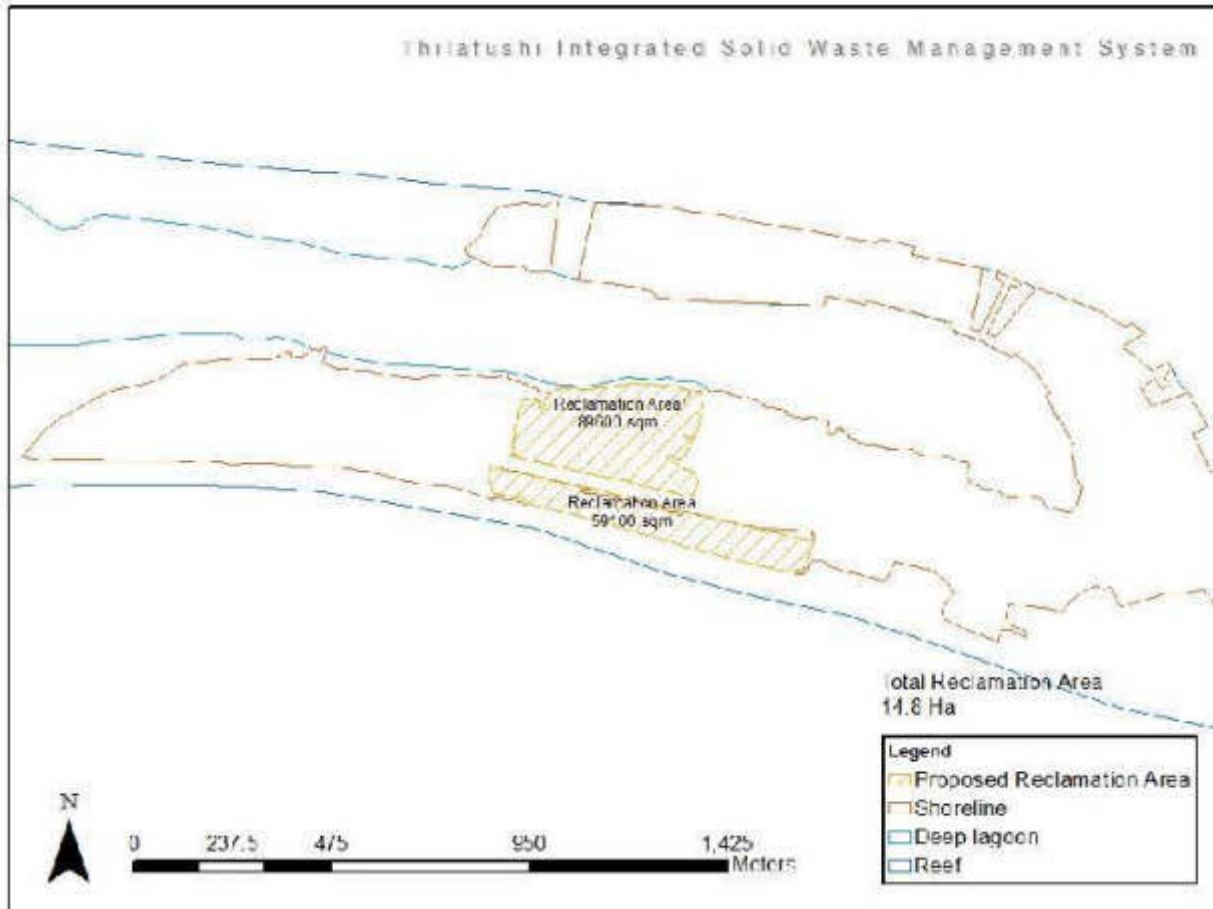 Thilafushi Integrated Solid Waste Management System
Reclamation Area
89600 sqm
Reclamation Area
59100 sqm
Total Reclamation Area
14.8 Ha
Legend
Proposed Reclamation Area
Shoreline
Deep lagoon
Reef
N
0 237.5 475 950 1,425
Meters